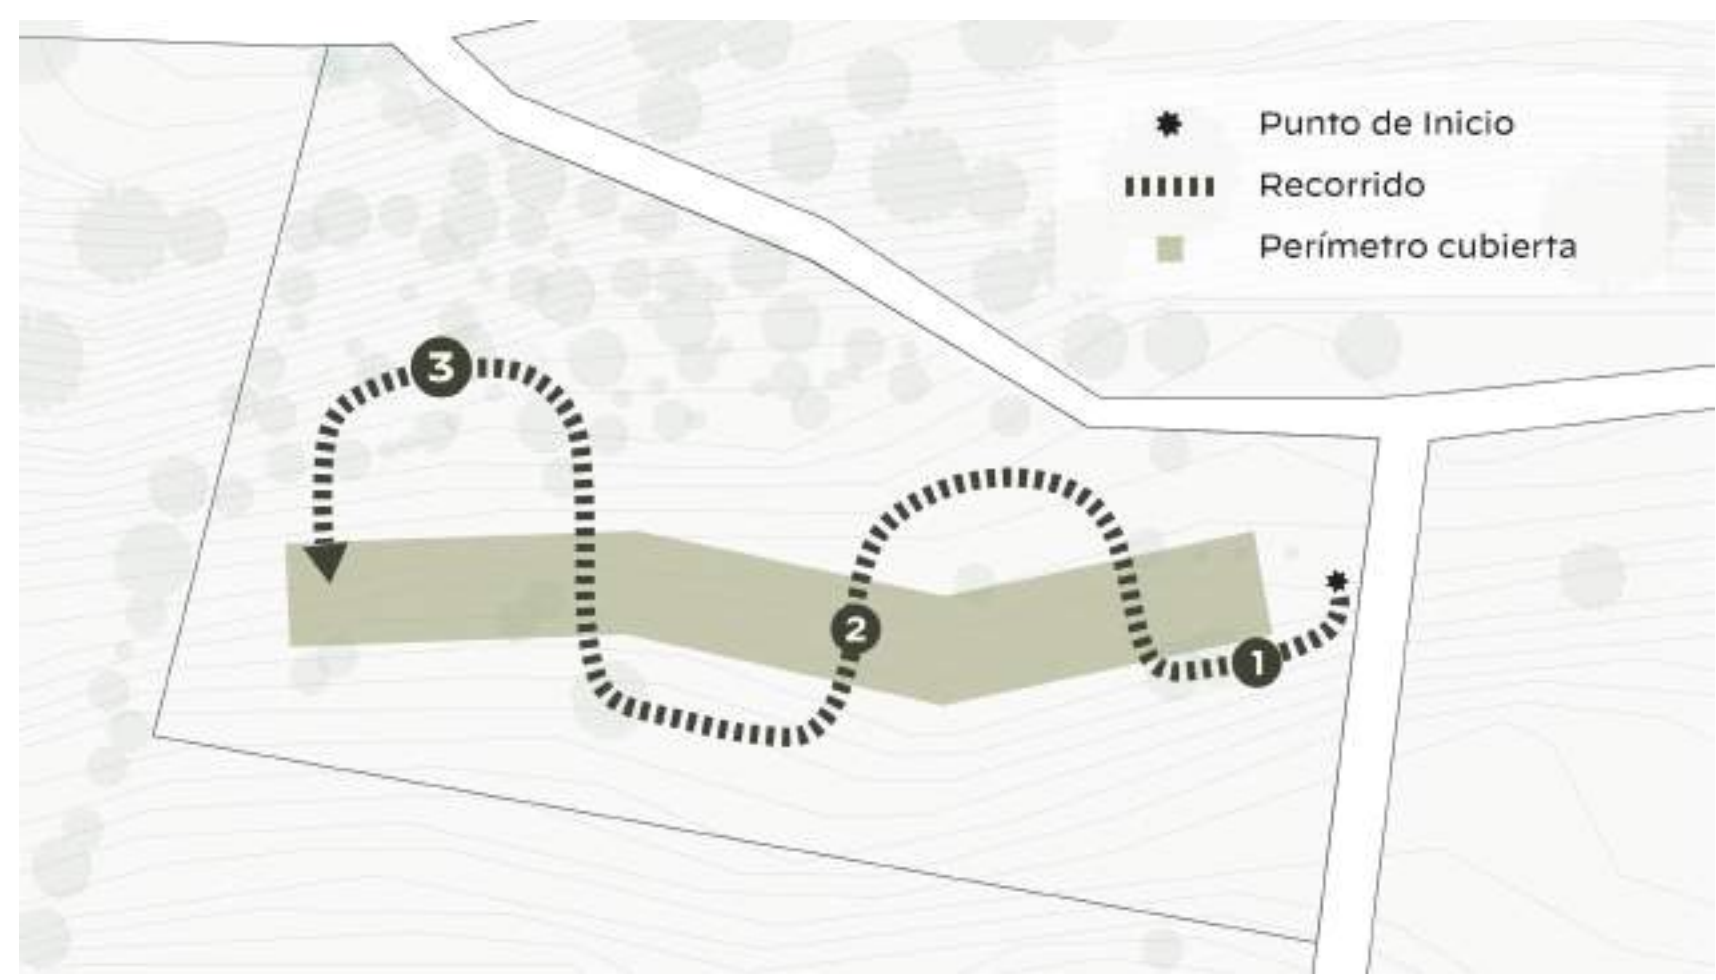 Punto de Inicio
Recorrido
Perímetro cubierta
3
2
1